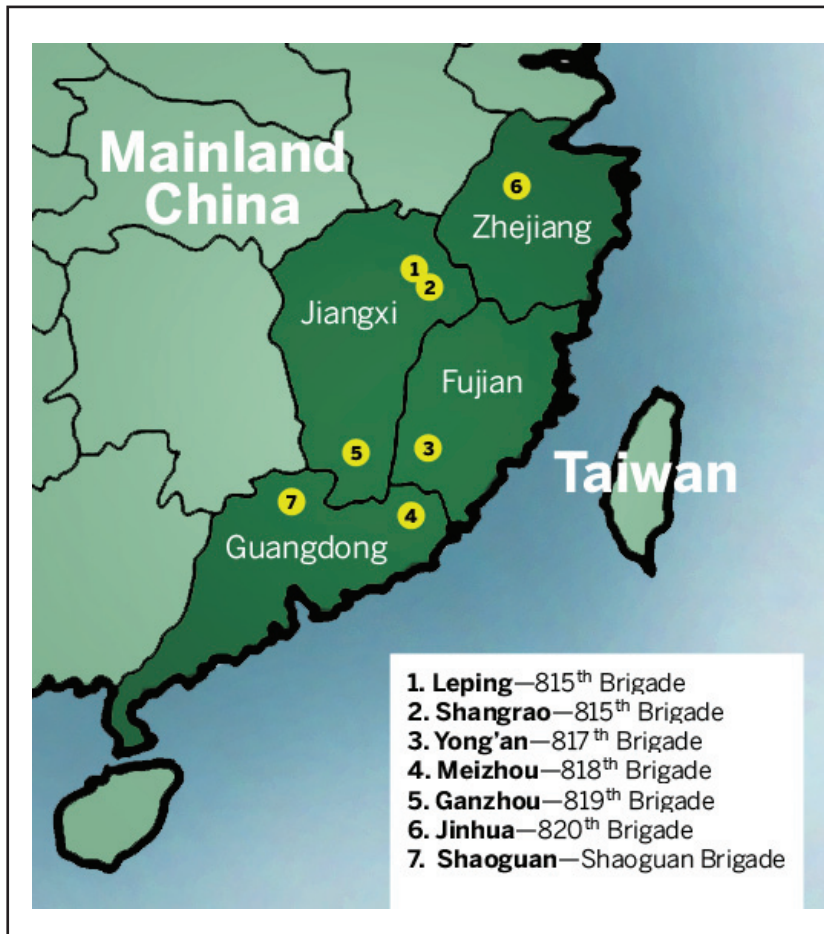 Mainland
China
6
Zhejiang
1
2
Jiangxi
Fujian
3
5
Taiwan
7
4
Guangdong
1. Leping—815th Brigade
2. Shangrao—815th Brigade
3. Yong'an—817th Brigade
4. Meizhou—818th Brigade
5. Ganzhou—819th Brigade
6. Jinhua—820th Brigade
7. Shaoguan—Shaoguan Brigade